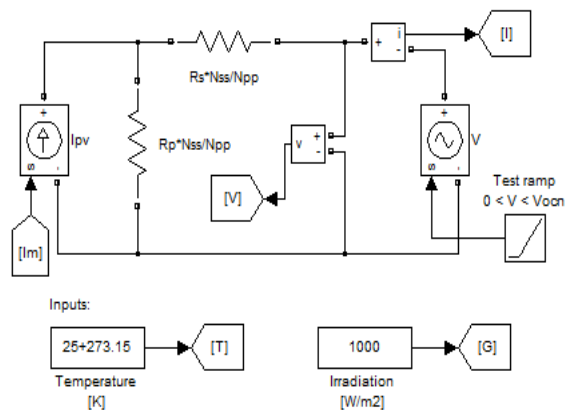 Rs*Nss/Npp
+ i -
[I]
+
Ipv
s -
Rp*Nss/Npp
v + -
[V]
+
V
s -
Test ramp
0 < V < Vocn
[Im]
Inputs:
25+273.15
[T]
Temperature
[K]
1000
[G]
Irradiation
[W/m2]